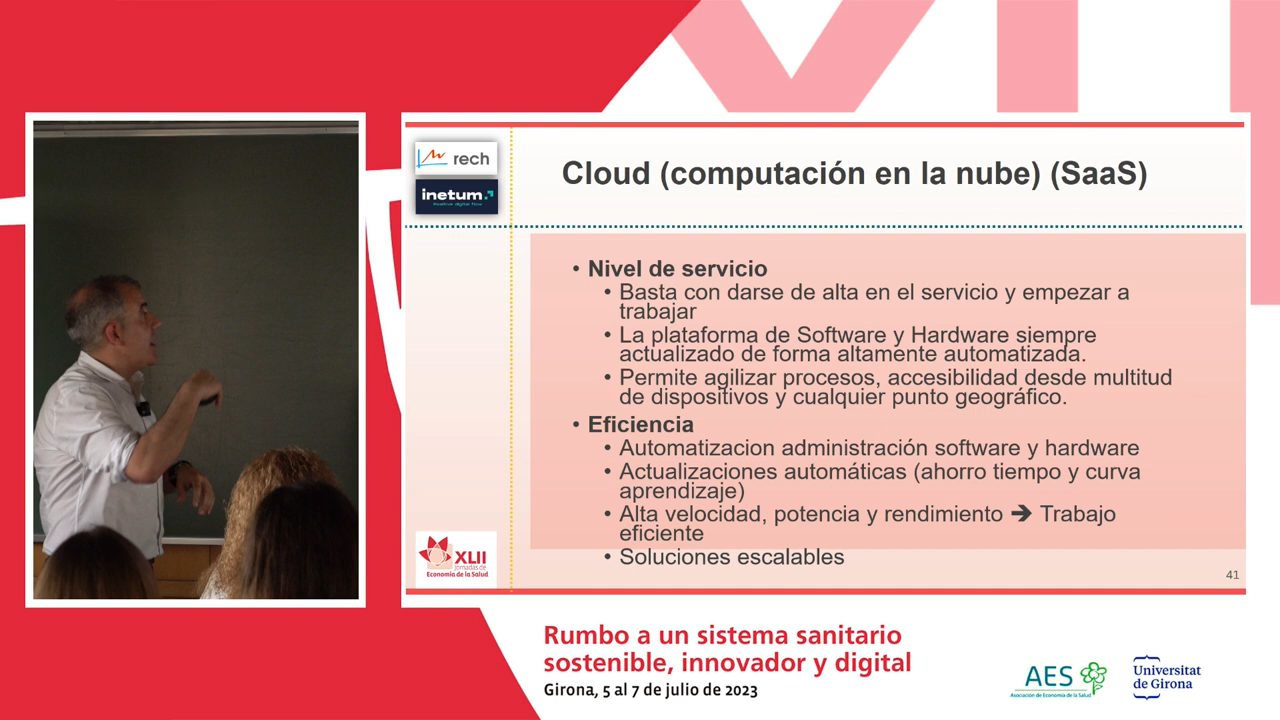 rech
inetum
Positive digital flow
Cloud (computación en la nube) (SaaS)
• Nivel de servicio
• Basta con darse de alta en el servicio y empezar a
trabajar
• La plataforma de Software y Hardware siempre
actualizado de forma altamente automatizada.
• Permite agilizar procesos, accesibilidad desde multitud
de dispositivos y cualquier punto geográfico.
• Eficiencia
• Automatizacion administración software y hardware
• Actualizaciones automáticas (ahorro tiempo y curva
aprendizaje)
• Alta velocidad, potencia y rendimiento ➔ Trabajo
eficiente
• Soluciones escalables
XLII
Jornadas de
Economía de la Salud
41
Rumbo a un sistema sanitario
sostenible, innovador y digital
Girona, 5 al 7 de julio de 2023
AES
Asociación de Economía de la Salud
Universitat
de Girona